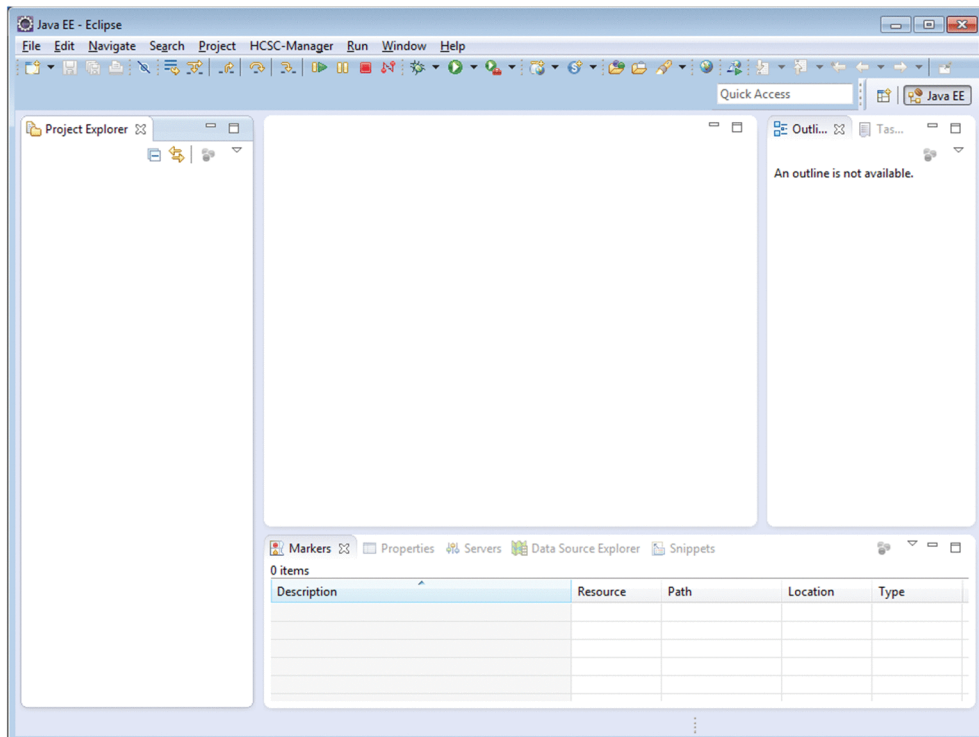 Java EE - Eclipse
File Edit Navigate Search Project HCSC-Manager Run Window Help
Quick Access
Java EE
Project Explorer
Outli...
Tas...
An outline is not available.
Markers Properties Servers Data Source Explorer Snippets
0 items
Description Resource Path Location Type